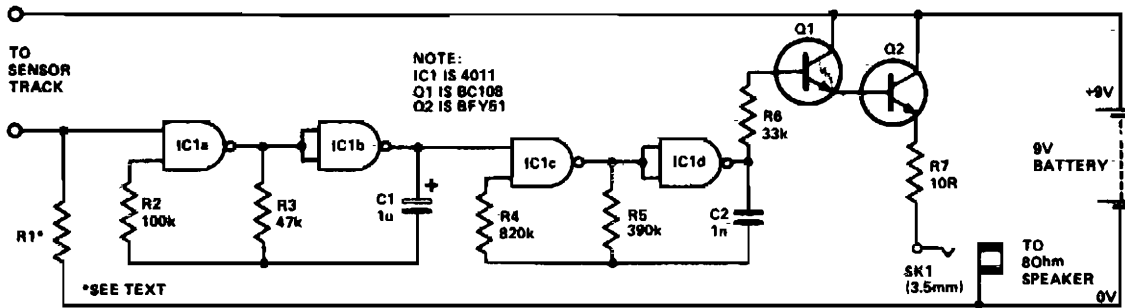 TO
SENSOR
TRACK
NOTE:
IC1 IS 4011
Q1 IS BC108
Q2 IS BFY51
Q1
Q2
+9V
R6
33k
IC1a
IC1b
IC1c
IC1d
9V
BATTERY
R7
10R
R1*
R2
100k
R3
47k
C1
1u
+
R4
820k
R5
390k
C2
1n
*SEE TEXT
SK1
(3.5mm)
TO
8Ohm
SPEAKER
0V